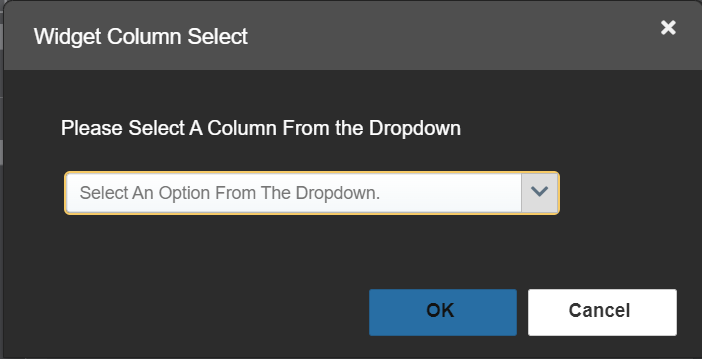 Widget Column Select
Please Select A Column From the Dropdown
Select An Option From The Dropdown.
OK
Cancel